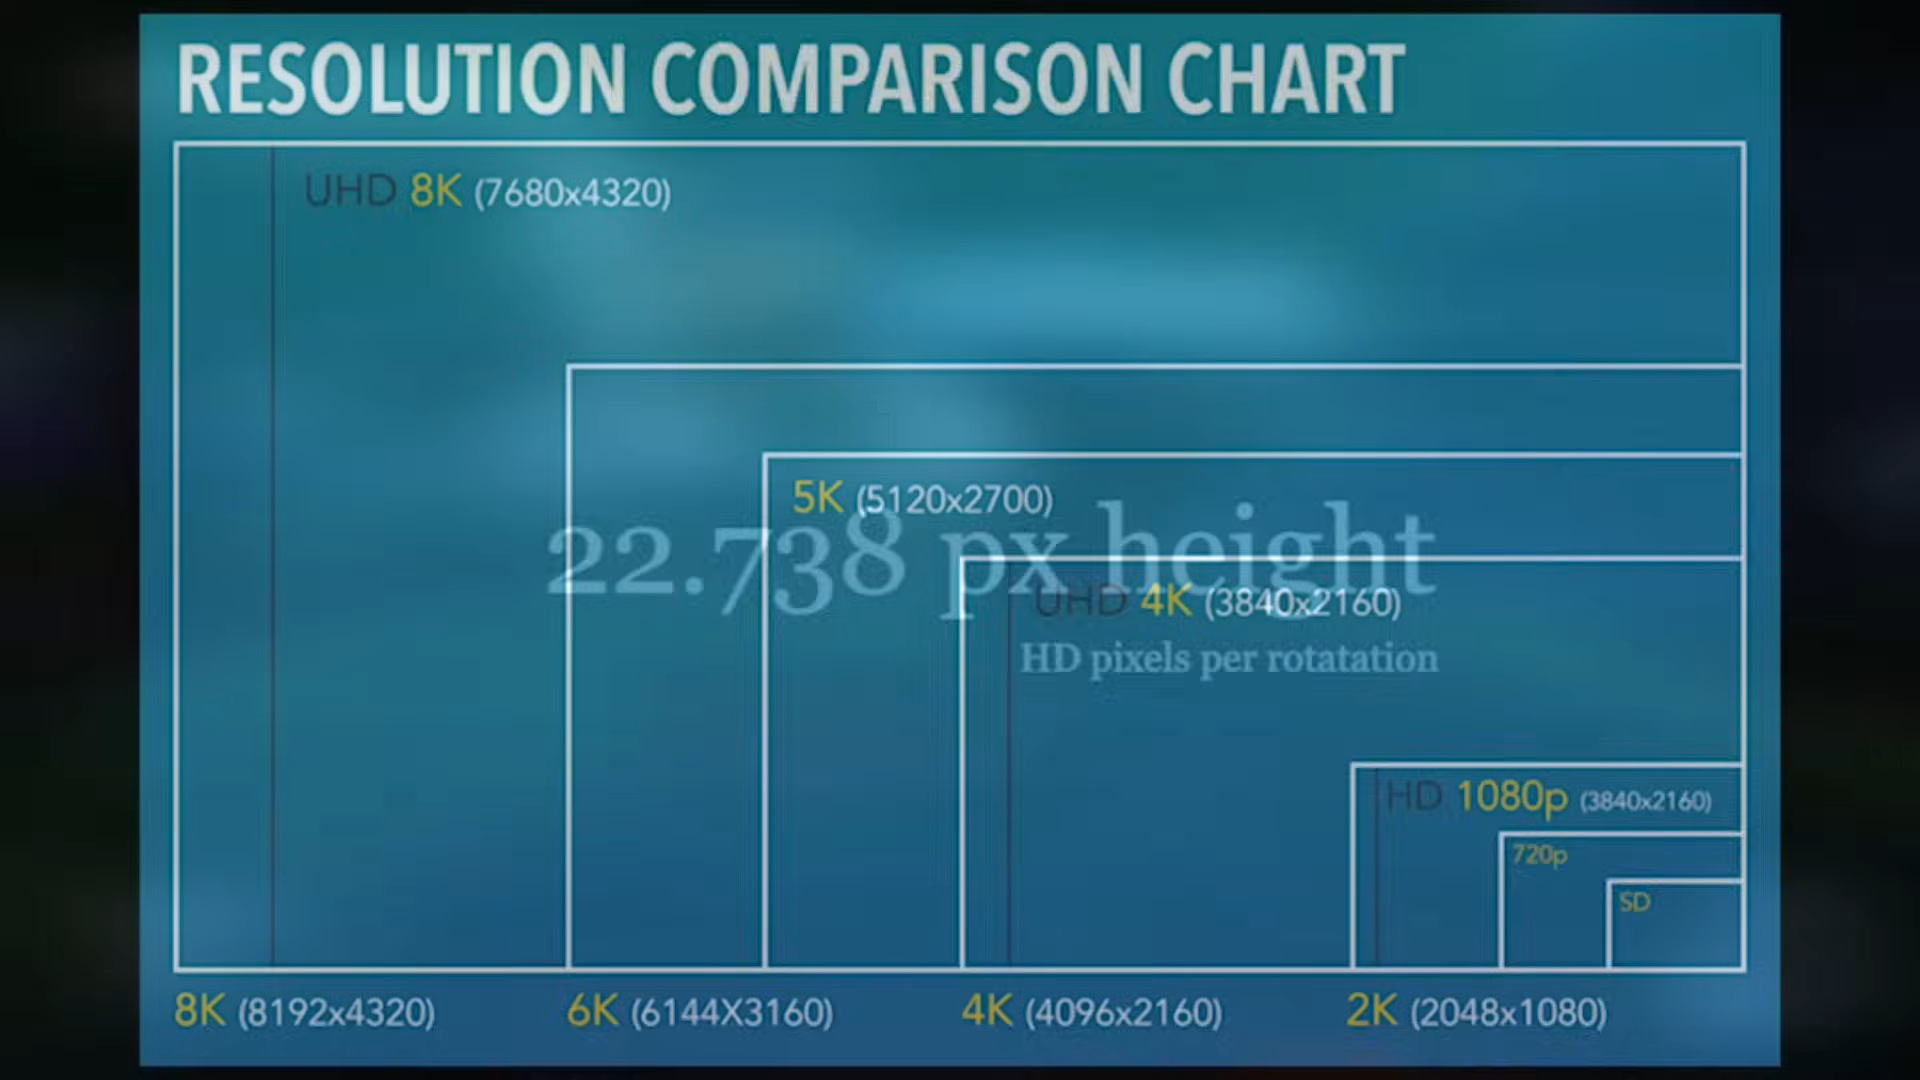 RESOLUTION COMPARISON CHART
UHD 8K (7680x4320)
5K (5120x2700)
22.738 px height
UHD 4K (3840x2160)
HD pixels per rotatation
HD 1080p (3840x2160)
720p
SD
8K (8192x4320)
6K (6144X3160)
4K (4096x2160)
2K (2048x1080)